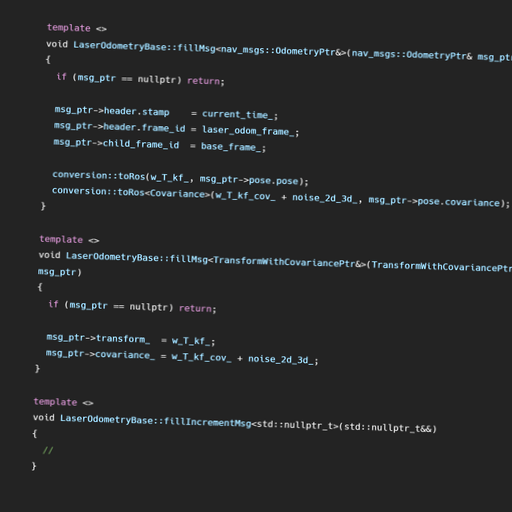 template <>
void LaserOdometryBase::fillMsg<nav_msgs::OdometryPtr&>(nav_msgs::OdometryPtr& msg_ptr
{
if (msg_ptr == nullptr) return;
msg_ptr->header.stamp    = current_time_;
msg_ptr->header.frame_id = laser_odom_frame_;
msg_ptr->child_frame_id  = base_frame_;
conversion::toRos(w_T_kf_, msg_ptr->pose.pose);
conversion::toRos<Covariance>(w_T_kf_cov_ + noise_2d_3d_, msg_ptr->pose.covariance);
}
template <>
void LaserOdometryBase::fillMsg<TransformWithCovariancePtr&>(TransformWithCovariancePtr
msg_ptr)
{
if (msg_ptr == nullptr) return;
msg_ptr->transform_  = w_T_kf_;
msg_ptr->covariance_ = w_T_kf_cov_ + noise_2d_3d_;
}
template <>
void LaserOdometryBase::fillIncrementMsg<std::nullptr_t>(std::nullptr_t&&)
{
//
}